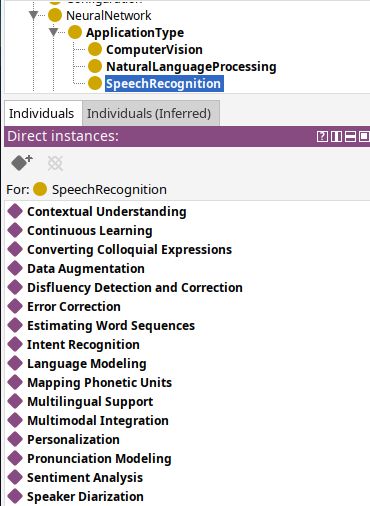 NeuralNetwork
ApplicationType
ComputerVision
NaturalLanguageProcessing
SpeechRecognition
Individuals
Individuals (Inferred)
Direct instances:
For: SpeechRecognition
Contextual Understanding
Continuous Learning
Converting Colloquial Expressions
Data Augmentation
Disfluency Detection and Correction
Error Correction
Estimating Word Sequences
Intent Recognition
Language Modeling
Mapping Phonetic Units
Multilingual Support
Multimodal Integration
Personalization
Pronunciation Modeling
Sentiment Analysis
Speaker Diarization